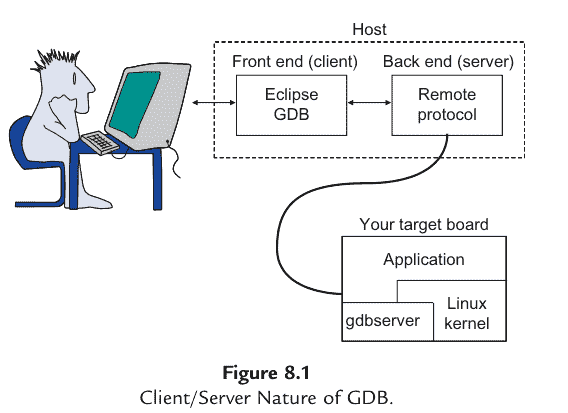 Host
Front end (client)
Back end (server)
Eclipse
GDB
Remote
protocol
Your target board
Application
gdbserver
Linux
kernel
Figure 8.1
Client/Server Nature of GDB.